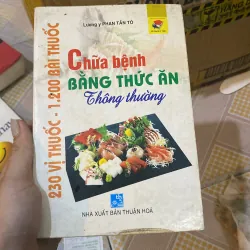 Lương y PHAN TẤN TÔ
Chữa bệnh
BẰNG THỨC ĂN
Thông thường
230 VỊ THUỐC - 1.200 BÀI THUỐC
NHÀ XUẤT BẢN THUẬN HOÁ